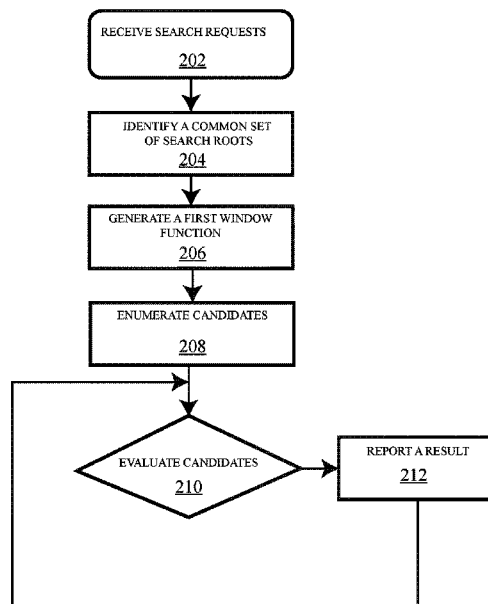 RECEIVE SEARCH REQUESTS
202
IDENTIFY A COMMON SET
OF SEARCH ROOTS
204
GENERATE A FIRST WINDOW
FUNCTION
206
ENUMERATE CANDIDATES
208
EVALUATE CANDIDATES
210
REPORT A RESULT
212